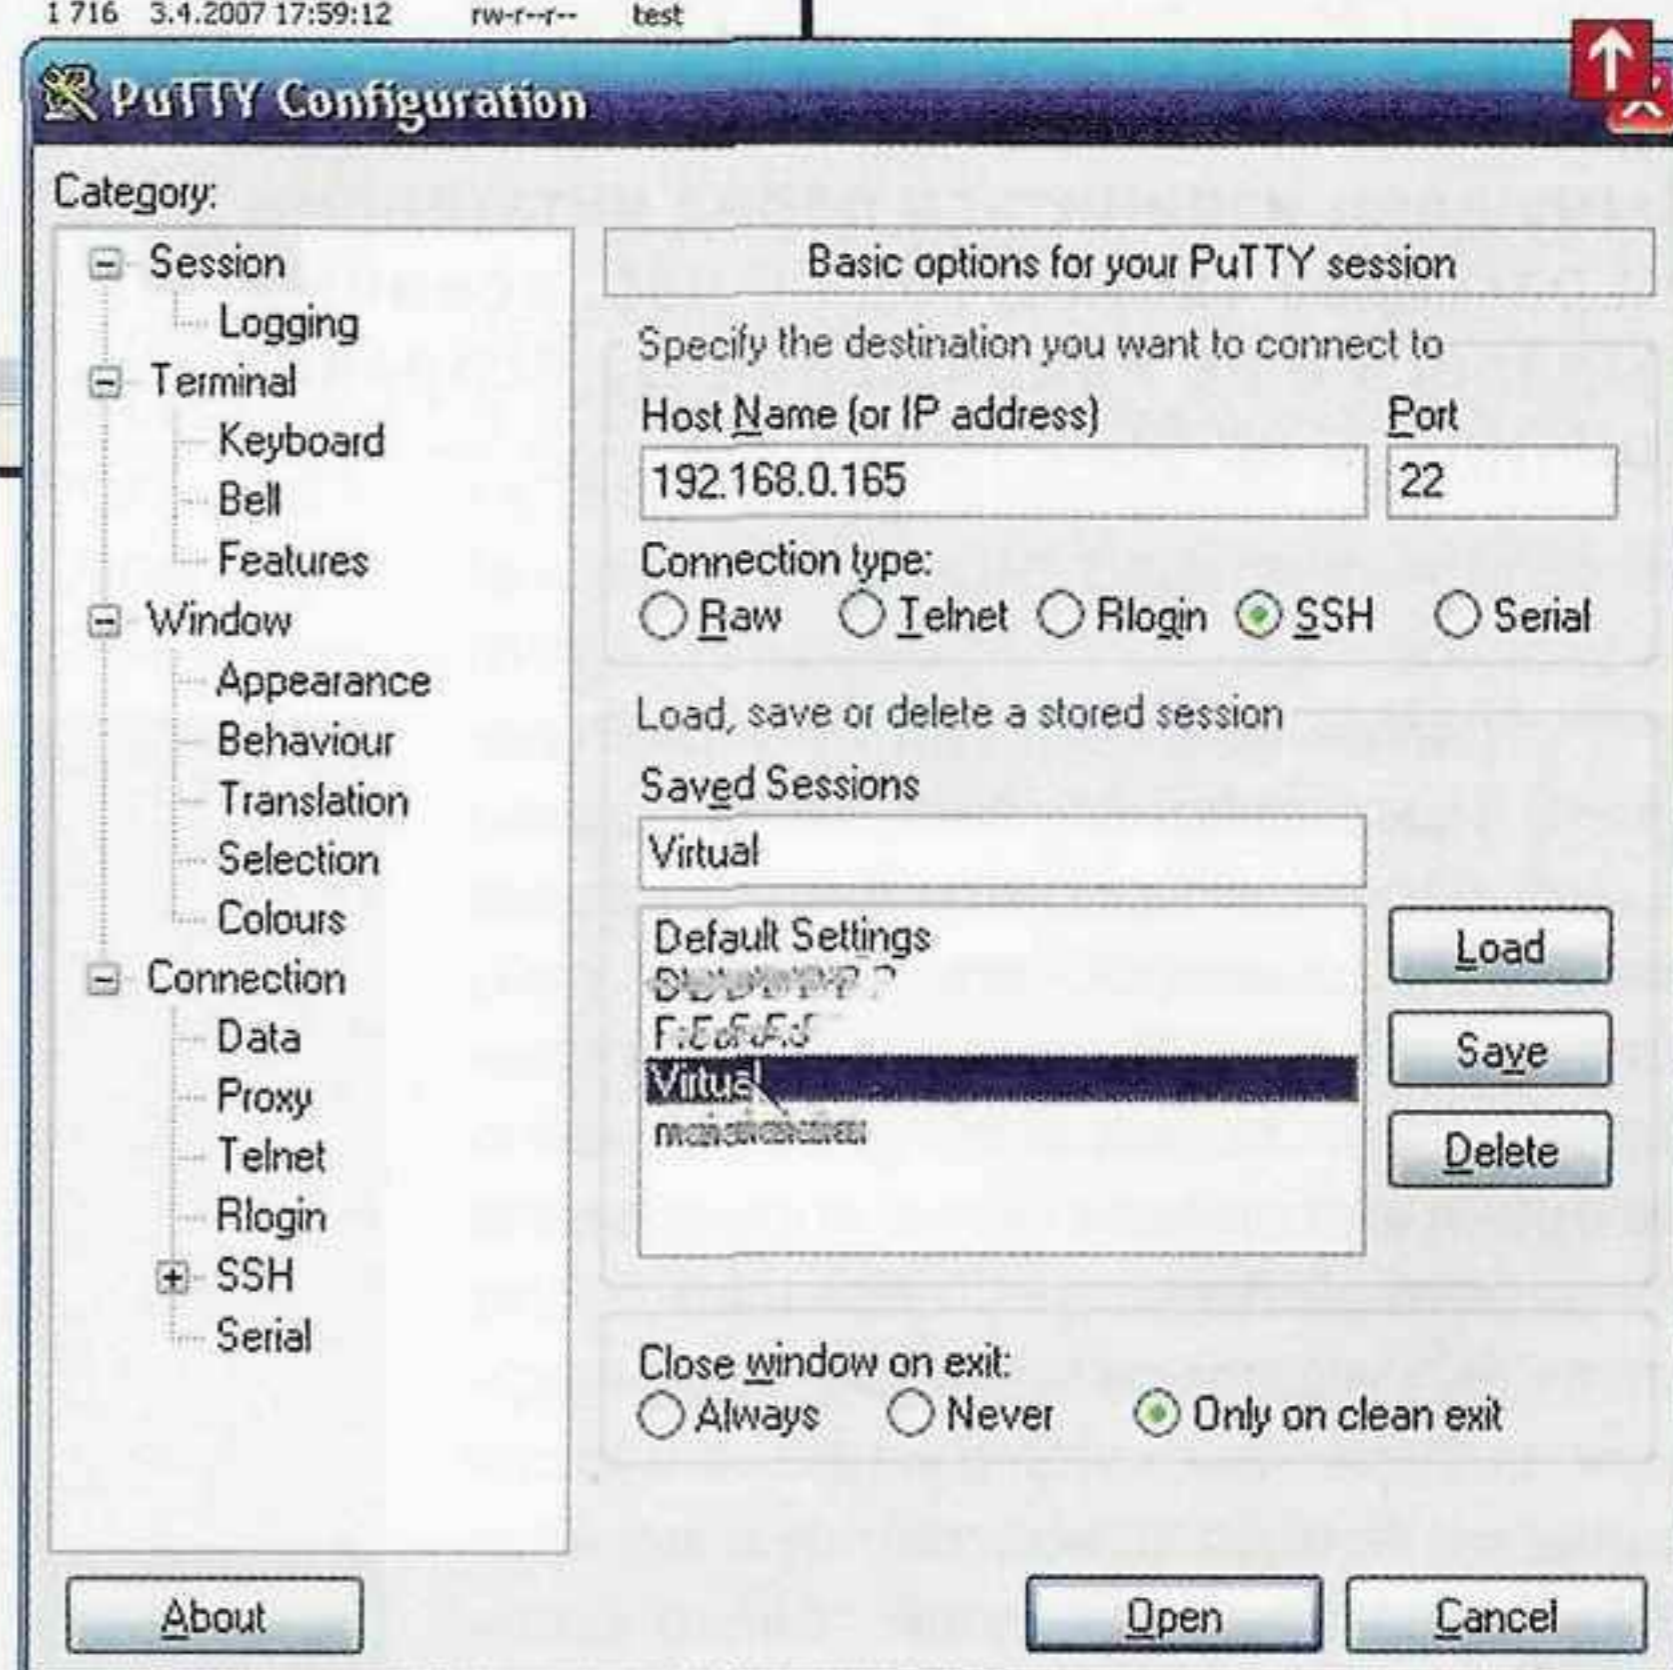 1 716 3.4.2007 17:59:12 rw-r--r-- test
PuTTY Configuration
Category:
Session
Logging
Terminal
Keyboard
Bell
Features
Window
Appearance
Behaviour
Translation
Selection
Colours
Connection
Data
Proxy
Telnet
Rlogin
SSH
Serial
Basic options for your PuTTY session
Specify the destination you want to connect to
Host Name (or IP address) Port
192.168.0.165 22
Connection type:
Raw Telnet Rlogin SSH Serial
Load, save or delete a stored session
Saved Sessions
Virtual
Default Settings
Virtual
Load
Save
Delete
Close window on exit:
Always Never Only on clean exit
About Open Cancel